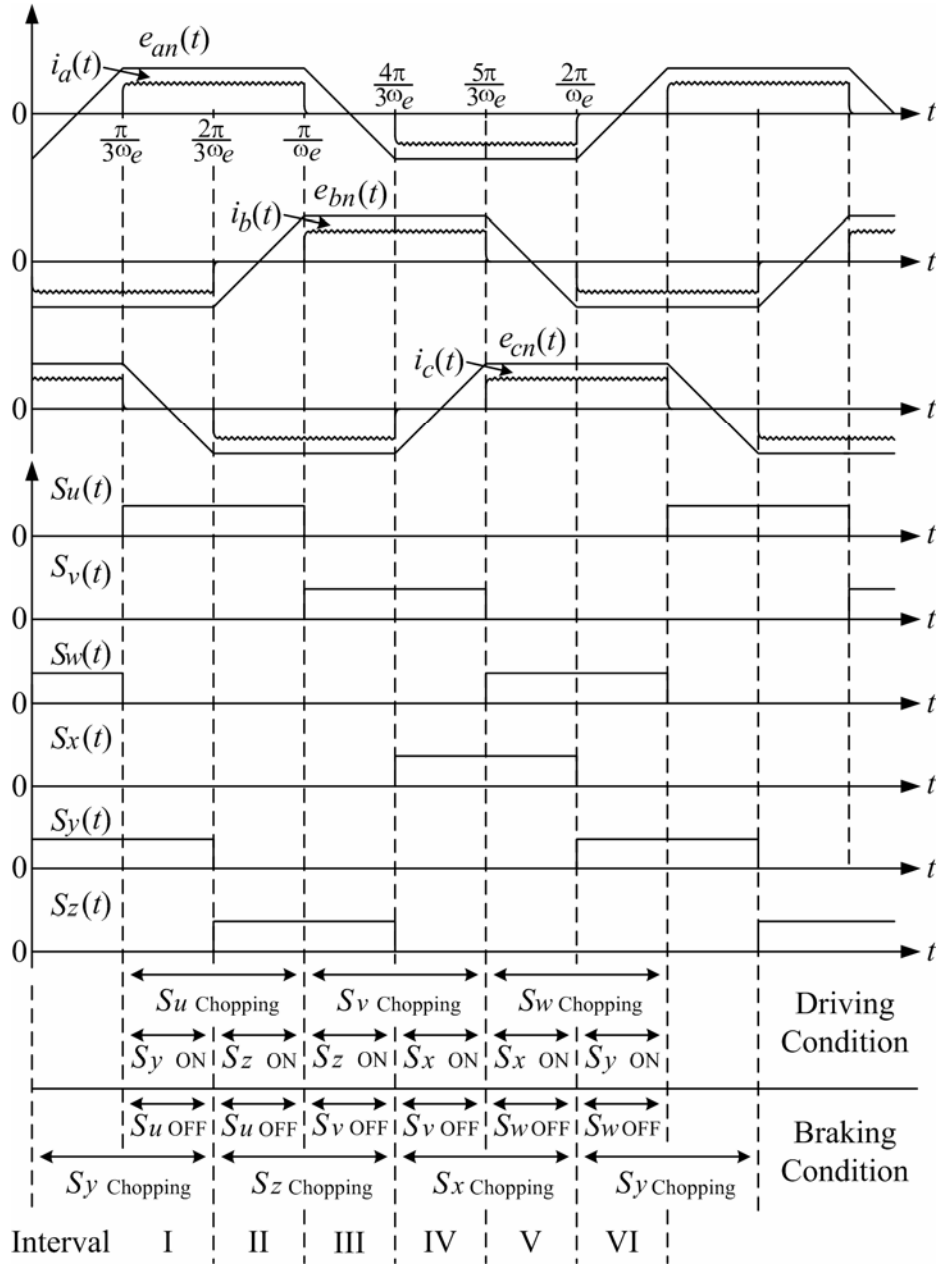 e_an(t)
i_a(t)
0
t
π/3ω_e
2π/3ω_e
π/ω_e
4π/3ω_e
5π/3ω_e
2π/ω_e
e_bn(t)
i_b(t)
0
t
e_cn(t)
i_c(t)
0
t
Su(t)
0
t
Sv(t)
0
t
Sw(t)
0
t
Sx(t)
0
t
Sy(t)
0
t
Sz(t)
0
t
Su Chopping Sv Chopping Sw Chopping
Sy ON Sz ON Sz ON Sx ON Sx ON Sy ON
Driving
Condition
Su OFF Su OFF Sv OFF Sv OFF Sw OFF Sw OFF
Sy Chopping Sz Chopping Sx Chopping Sy Chopping
Braking
Condition
Interval I II III IV V VI